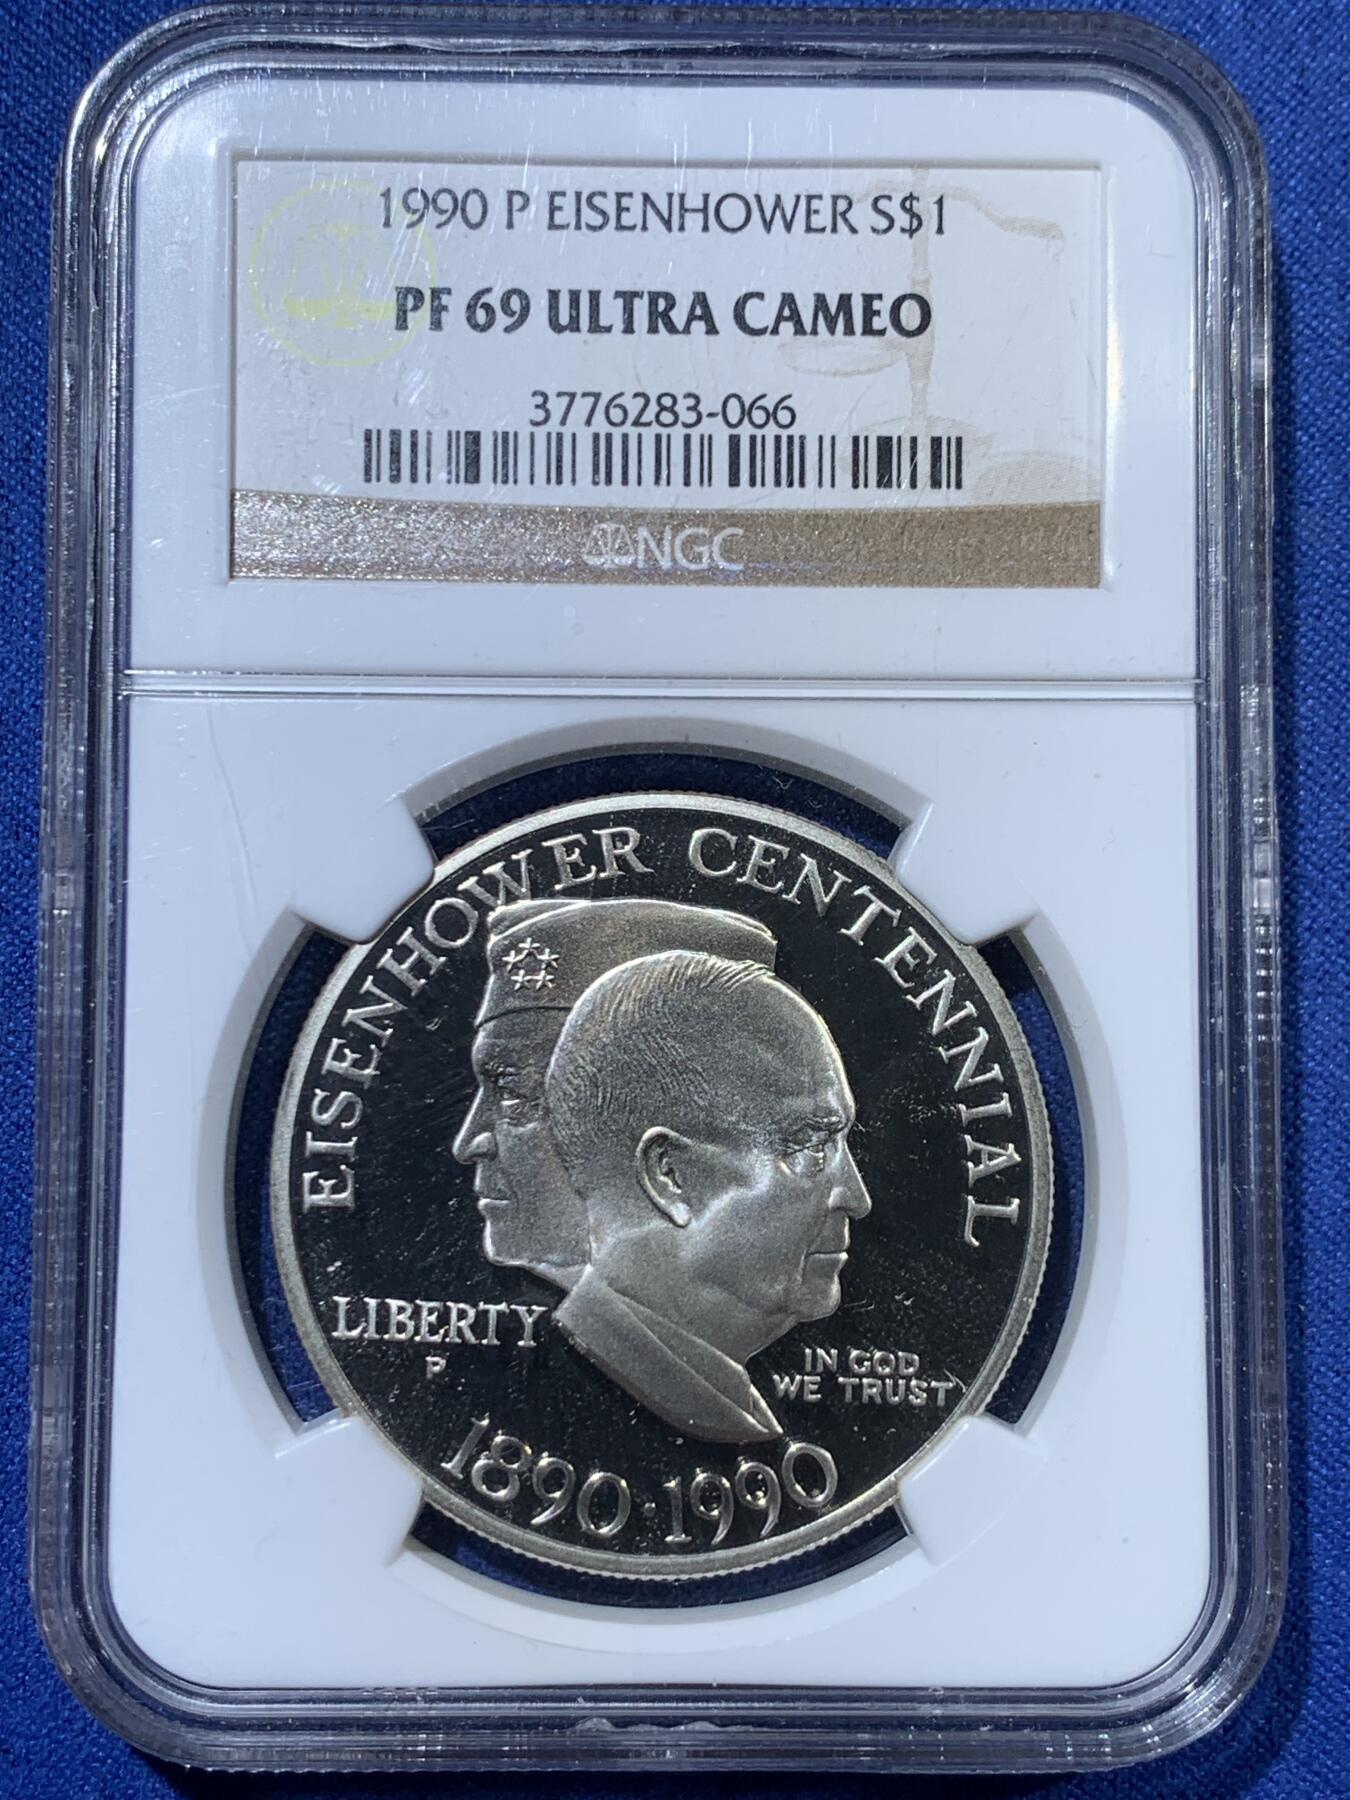 1990 P EISENHOWER S$1
PF 69 ULTRA CAMEO
3776283-066
NGC
EISENHOWER CENTENNIAL
LIBERTY
P
IN GOD
WE TRUST
1890·1990